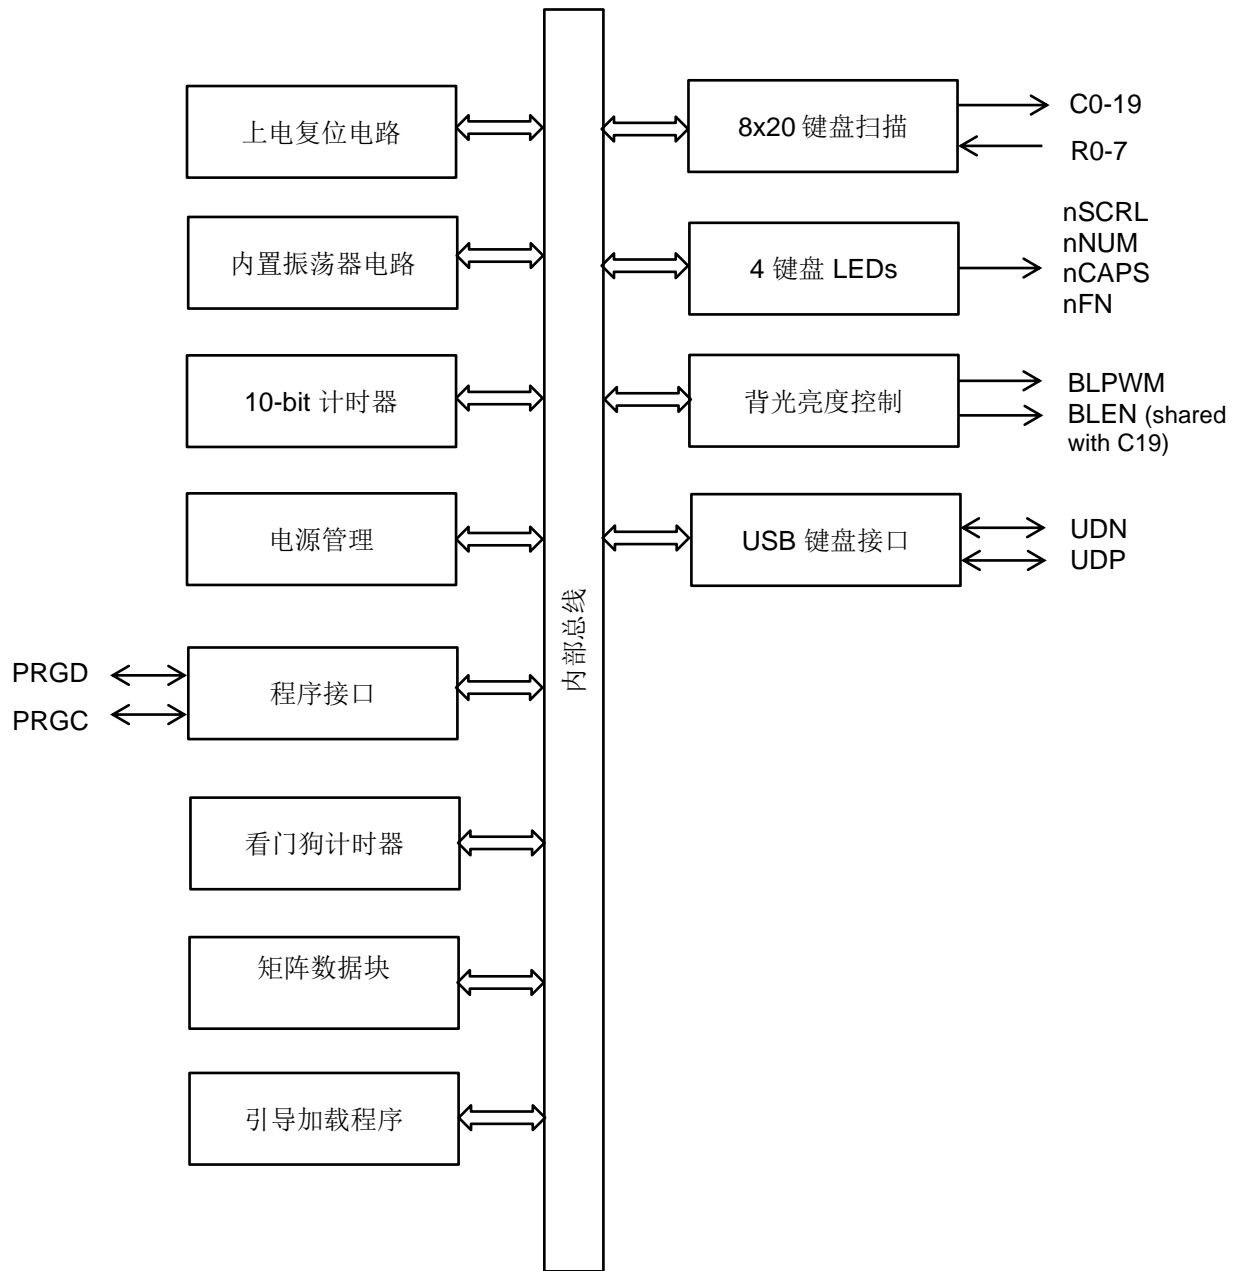 上电复位电路
内置振荡器电路
10-bit 计时器
电源管理
PRGD
PRGC
程序接口
看门狗计时器
矩阵数据块
引导加载程序
内部总线
8x20 键盘扫描
C0-19
R0-7
4 键盘 LEDs
nSCRL
nNUM
nCAPS
nFN
背光亮度控制
BLPWM
BLEN (shared
with C19)
USB 键盘接口
UDN
UDP